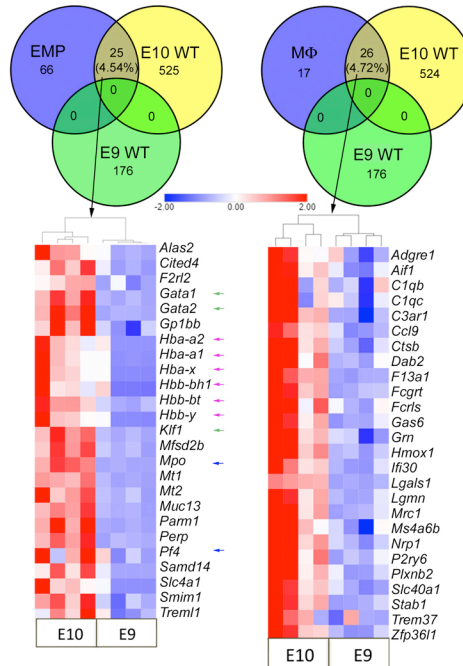 EMP
66
25
(4.54%)
E10 WT
525
0
0
0
E9 WT
176
MΦ
17
26
(4.72%)
E10 WT
524
0
0
0
E9 WT
176
-2.00
0.00
2.00
Alas2
Cited4
F2rl2
Gata1
Gata2
Gp1bb
Hba-a2
Hba-a1
Hba-x
Hbb-bh1
Hbb-bt
Hbb-y
Klf1
Mfsd2b
Mpo
Mt1
Mt2
Muc13
Parm1
Perp
Pf4
Samd14
Slc4a1
Smim1
Treml1
E10
E9
Adgre1
Aif1
C1qb
C1qc
C3ar1
Ccl9
Ctsb
Dab2
F13a1
Fcgrt
Fcrls
Gas6
Grn
Hmox1
Ifi30
Lgals1
Lgmn
Mrc1
Ms4a6b
Nrp1
P2ry6
Plxnb2
Slc40a1
Stab1
Trem37
Zfp36l1
E10
E9